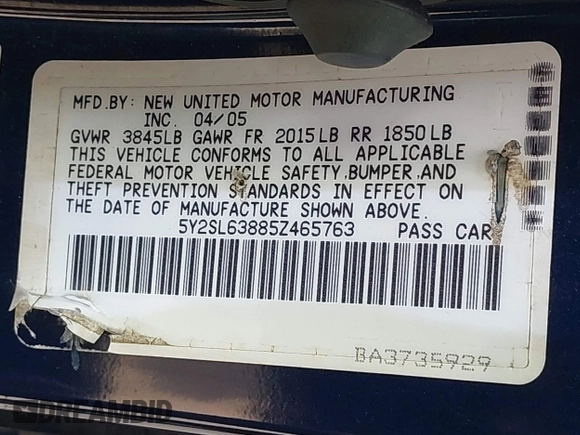 MFD.BY: NEW UNITED MOTOR MANUFACTURING
INC. 04/05
GVWR 3845LB GAWR FR 2015LB RR 1850LB
THIS VEHICLE CONFORMS TO ALL APPLICABLE
FEDERAL MOTOR VEHICLE SAFETY,BUMPER,AND
THEFT PREVENTION STANDARDS IN EFFECT ON
THE DATE OF MANUFACTURE SHOWN ABOVE.
5Y2SL63885Z465763 PASS CAR
BA3735929
DREAMBID